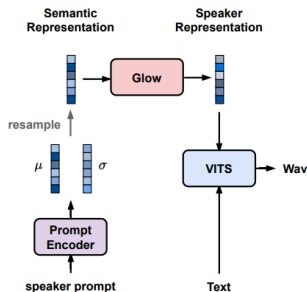 Semantic
Representation
Speaker
Representation
Glow
resample
μ
σ
VITS
Wav
Prompt
Encoder
speaker prompt
Text